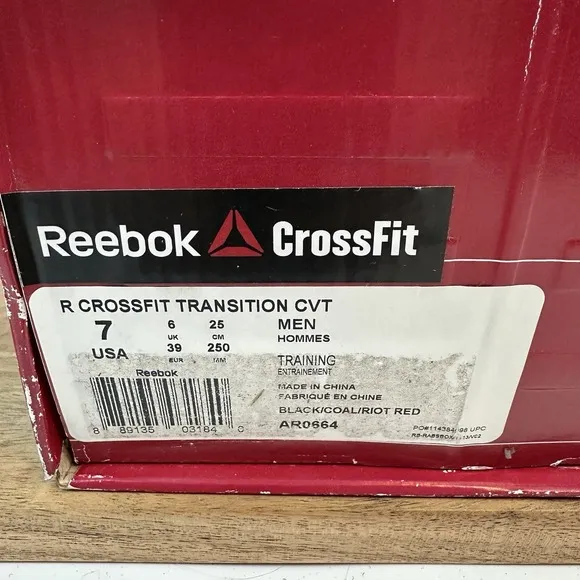 Reebok CrossFit
R CROSSFIT TRANSITION CVT
7 6 25 MEN
UK CM HOMMES
USA 39 250
EUR MM TRAINING
ENTRAINEMENT
Reebok
MADE IN CHINA
FABRIQUÉ EN CHINE
BLACK/COAL/RIOT RED
8 89135 03184
AR0664
UPC